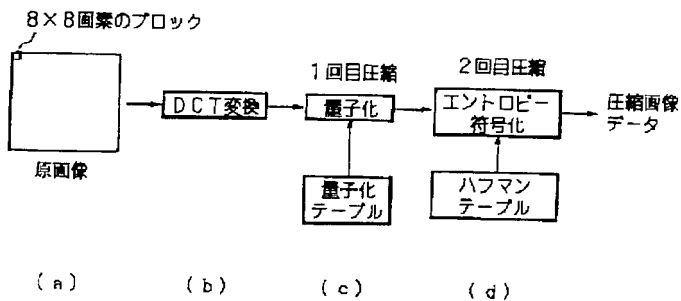 8×8画素のブロック
1回目圧縮
2回目圧縮
DCT変換
量子化
エントロピー
符号化
圧縮画像
データ
原画像
量子化
テーブル
ハフマン
テーブル
(a)
(b)
(c)
(d)